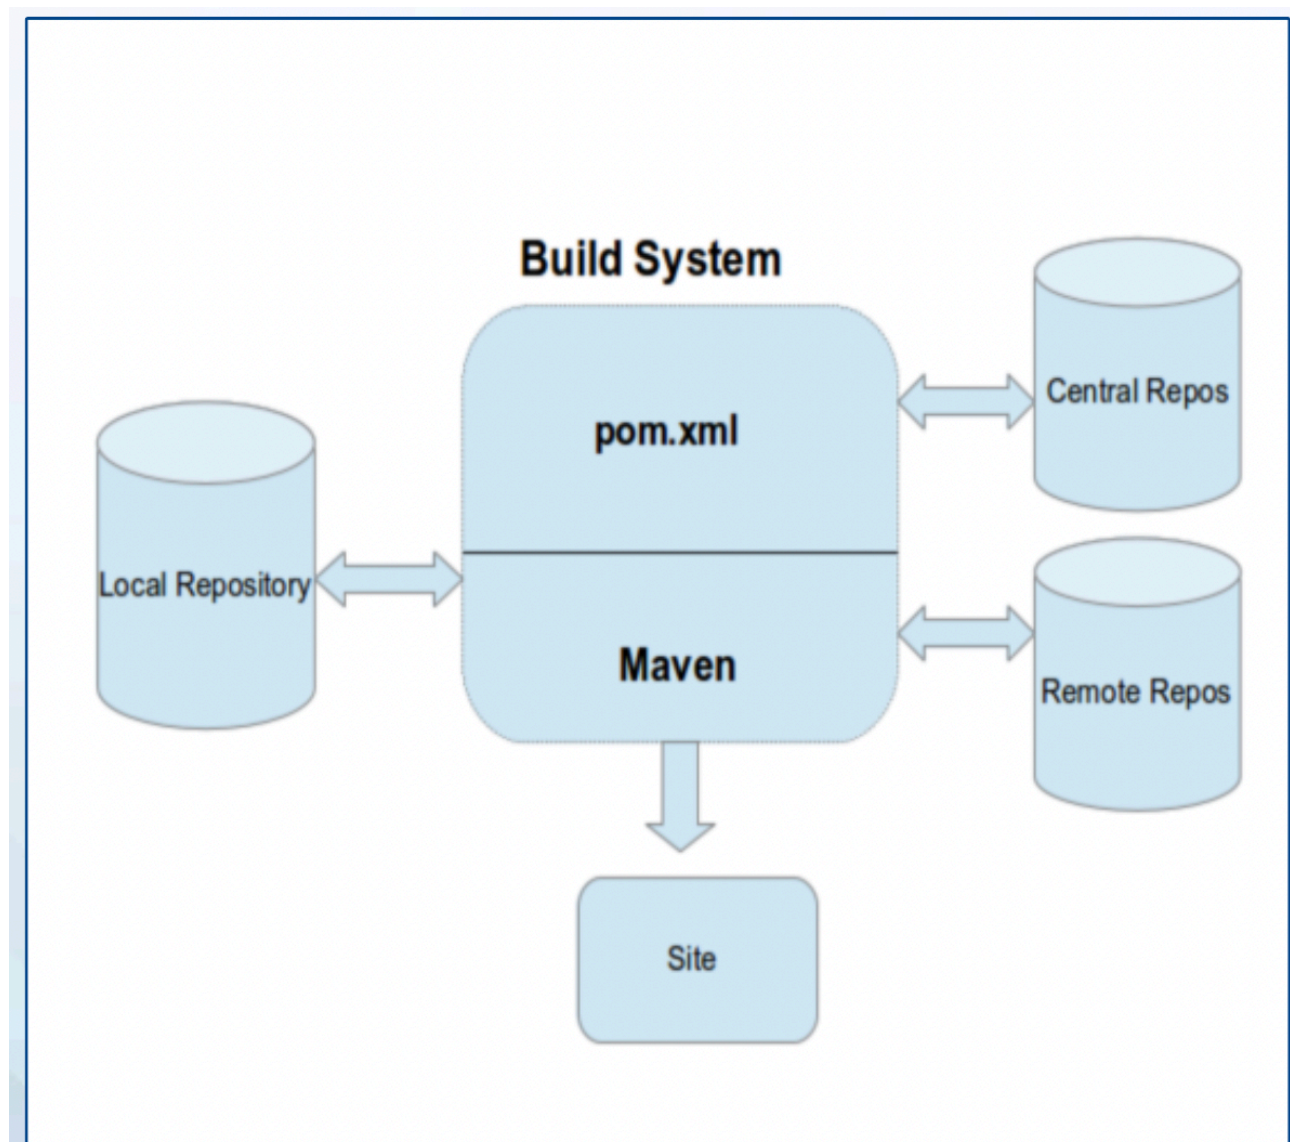 Build System
pom.xml
Central Repos
Local Repository
Maven
Remote Repos
Site